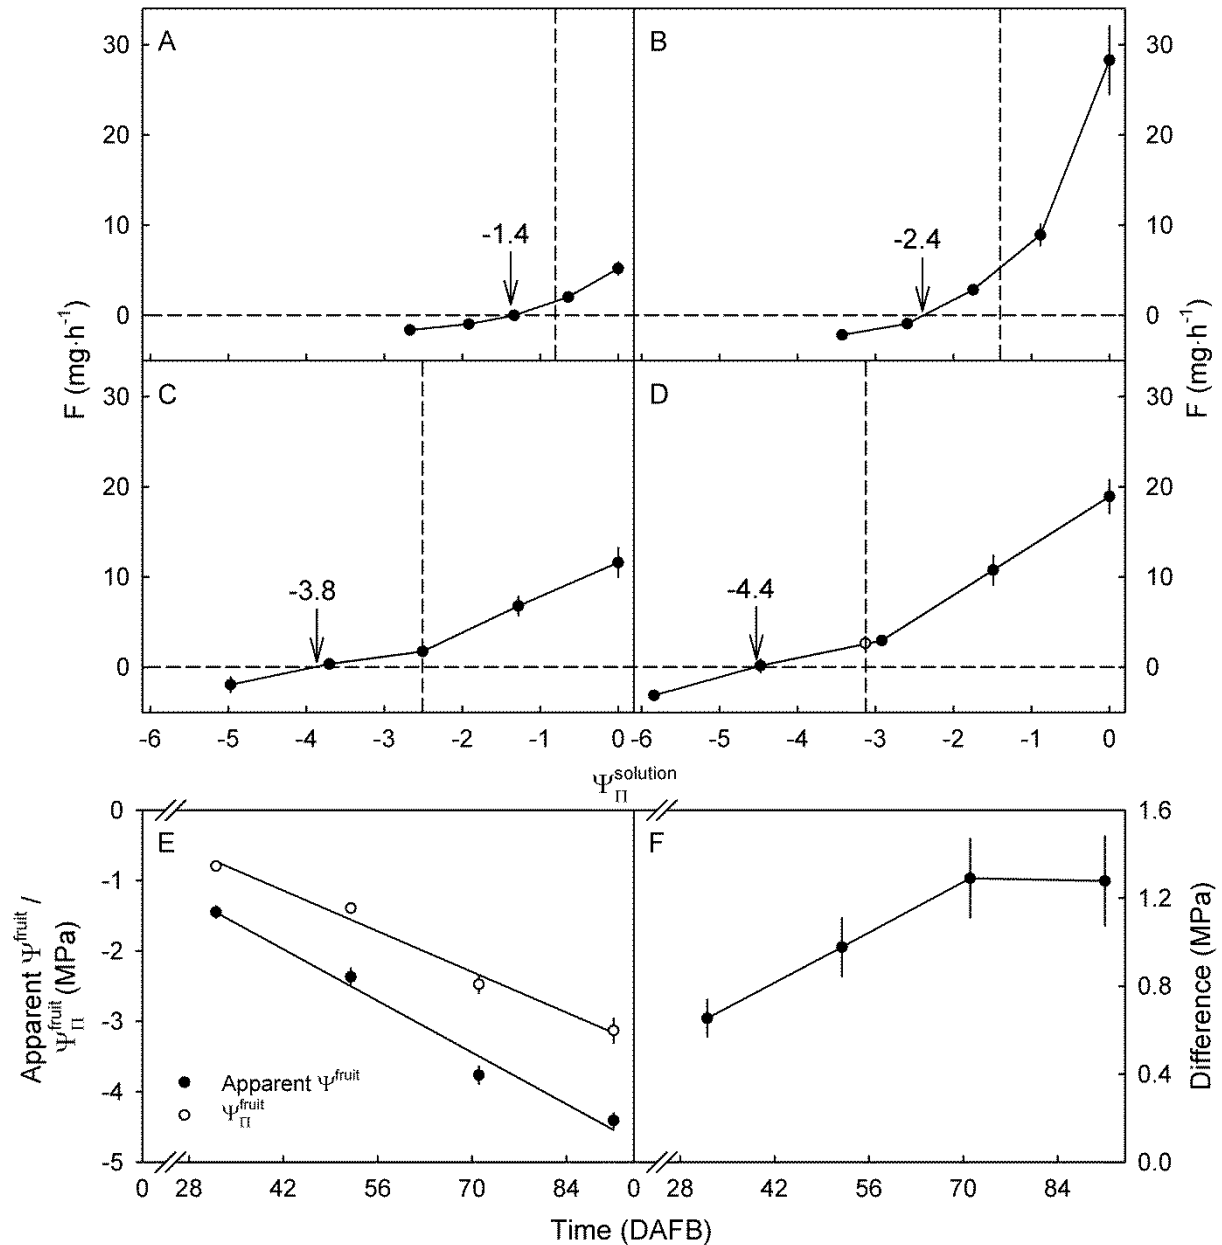 A
B
30
20
10
0
-1.4
-2.4
30
20
10
0
F (mg·h⁻¹)
F (mg·h⁻¹)
C
D
30
20
10
0
-3.8
-4.4
30
20
10
0
-6 -5 -4 -3 -2 -1 0
-6 -5 -4 -3 -2 -1 0
Ψ_Π^solution
E
F
0
-1
-2
-3
-4
-5
Apparent Ψ^fruit /
Ψ_Π^fruit (MPa)
Apparent Ψ^fruit
Ψ_Π^fruit
1.6
1.2
0.8
0.4
0.0
Difference (MPa)
0 28 42 56 70 84
0 28 42 56 70 84
Time (DAFB)